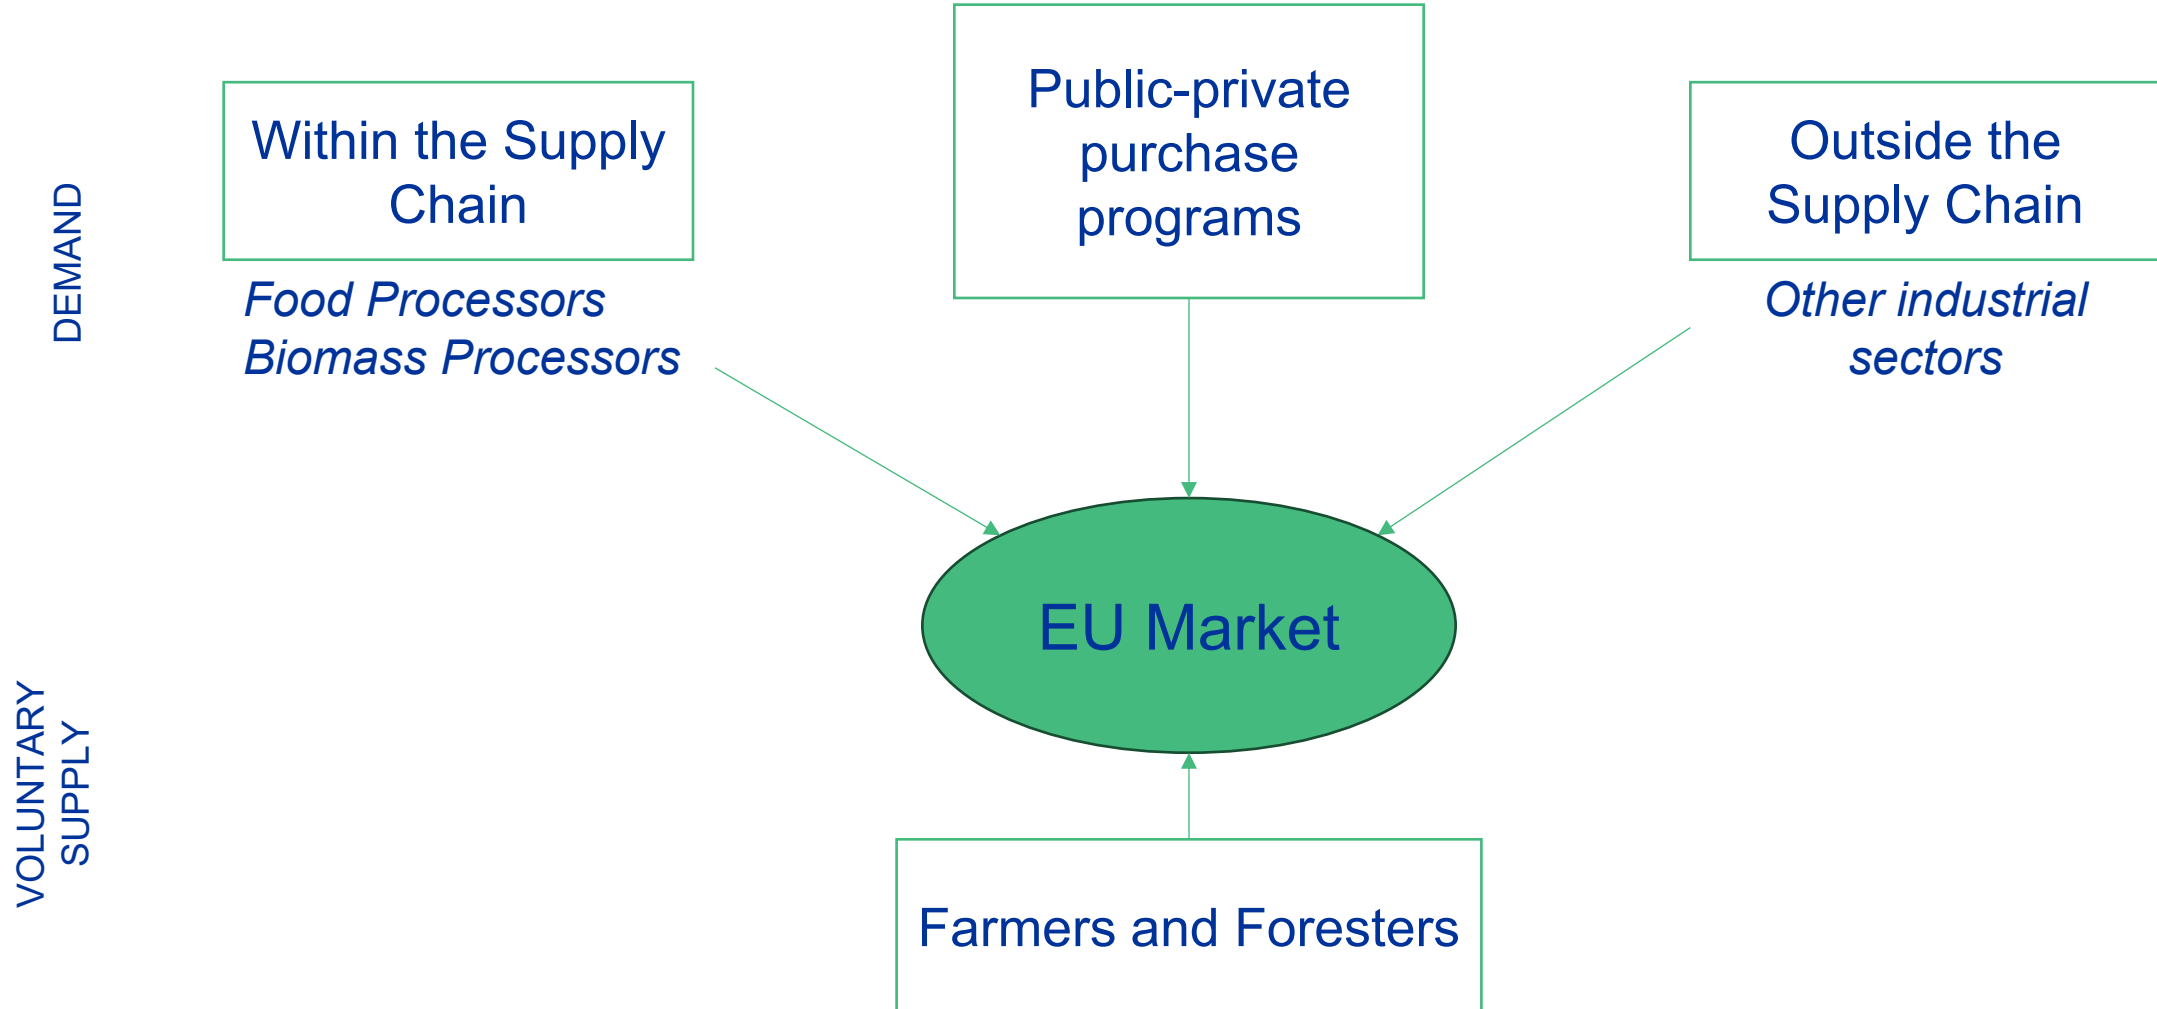 DEMAND
Within the Supply
Chain
Food Processors
Biomass Processors
Public-private
purchase
programs
Outside the
Supply Chain
Other industrial
sectors
EU Market
VOLUNTARY
SUPPLY
Farmers and Foresters